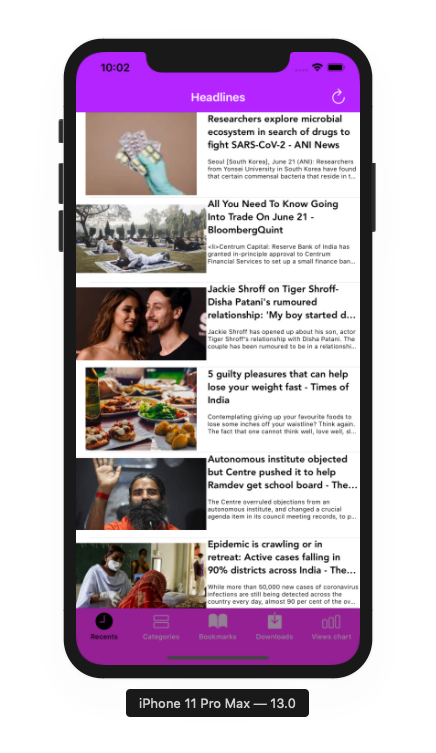 10:02
Headlines
Researchers explore microbial
ecosystem in search of drugs to
fight SARS-CoV-2 - ANI News
Seoul [South Korea], June 21 (ANI): Researchers
from Yonsei University in South Korea have found
that certain commensal bacteria that reside in t...
All You Need To Know Going
Into Trade On June 21 -
BloombergQuint
<li>Centrum Capital: Reserve Bank of India has
granted in-principle approval to Centrum
Financial Services to set up a small finance ban...
Jackie Shroff on Tiger Shroff-
Disha Patani's rumoured
relationship: 'My boy started d...
Jackie Shroff has opened up about his son, actor
Tiger Shroff's relationship with Disha Patani. The
couple has been rumoured to be in a relationshi...
5 guilty pleasures that can help
lose your weight fast - Times of
India
Contemplating giving up your favourite foods to
lose some inches off your waistline? Think again.
The fact that one cannot think well, love well, sl...
Autonomous institute objected
but Centre pushed it to help
Ramdev get school board - The...
The Centre overruled objections from an
autonomous institute, and changed a crucial
agenda item in its council meeting records, to p...
Epidemic is crawling or in
retreat: Active cases falling in
90% districts across India - The...
While more than 50,000 new cases of coronavirus
infections are still being detected across the
country every day, almost 90 per cent of the ov...
Recents
Categories
Bookmarks
Downloads
Views chart
iPhone 11 Pro Max — 13.0